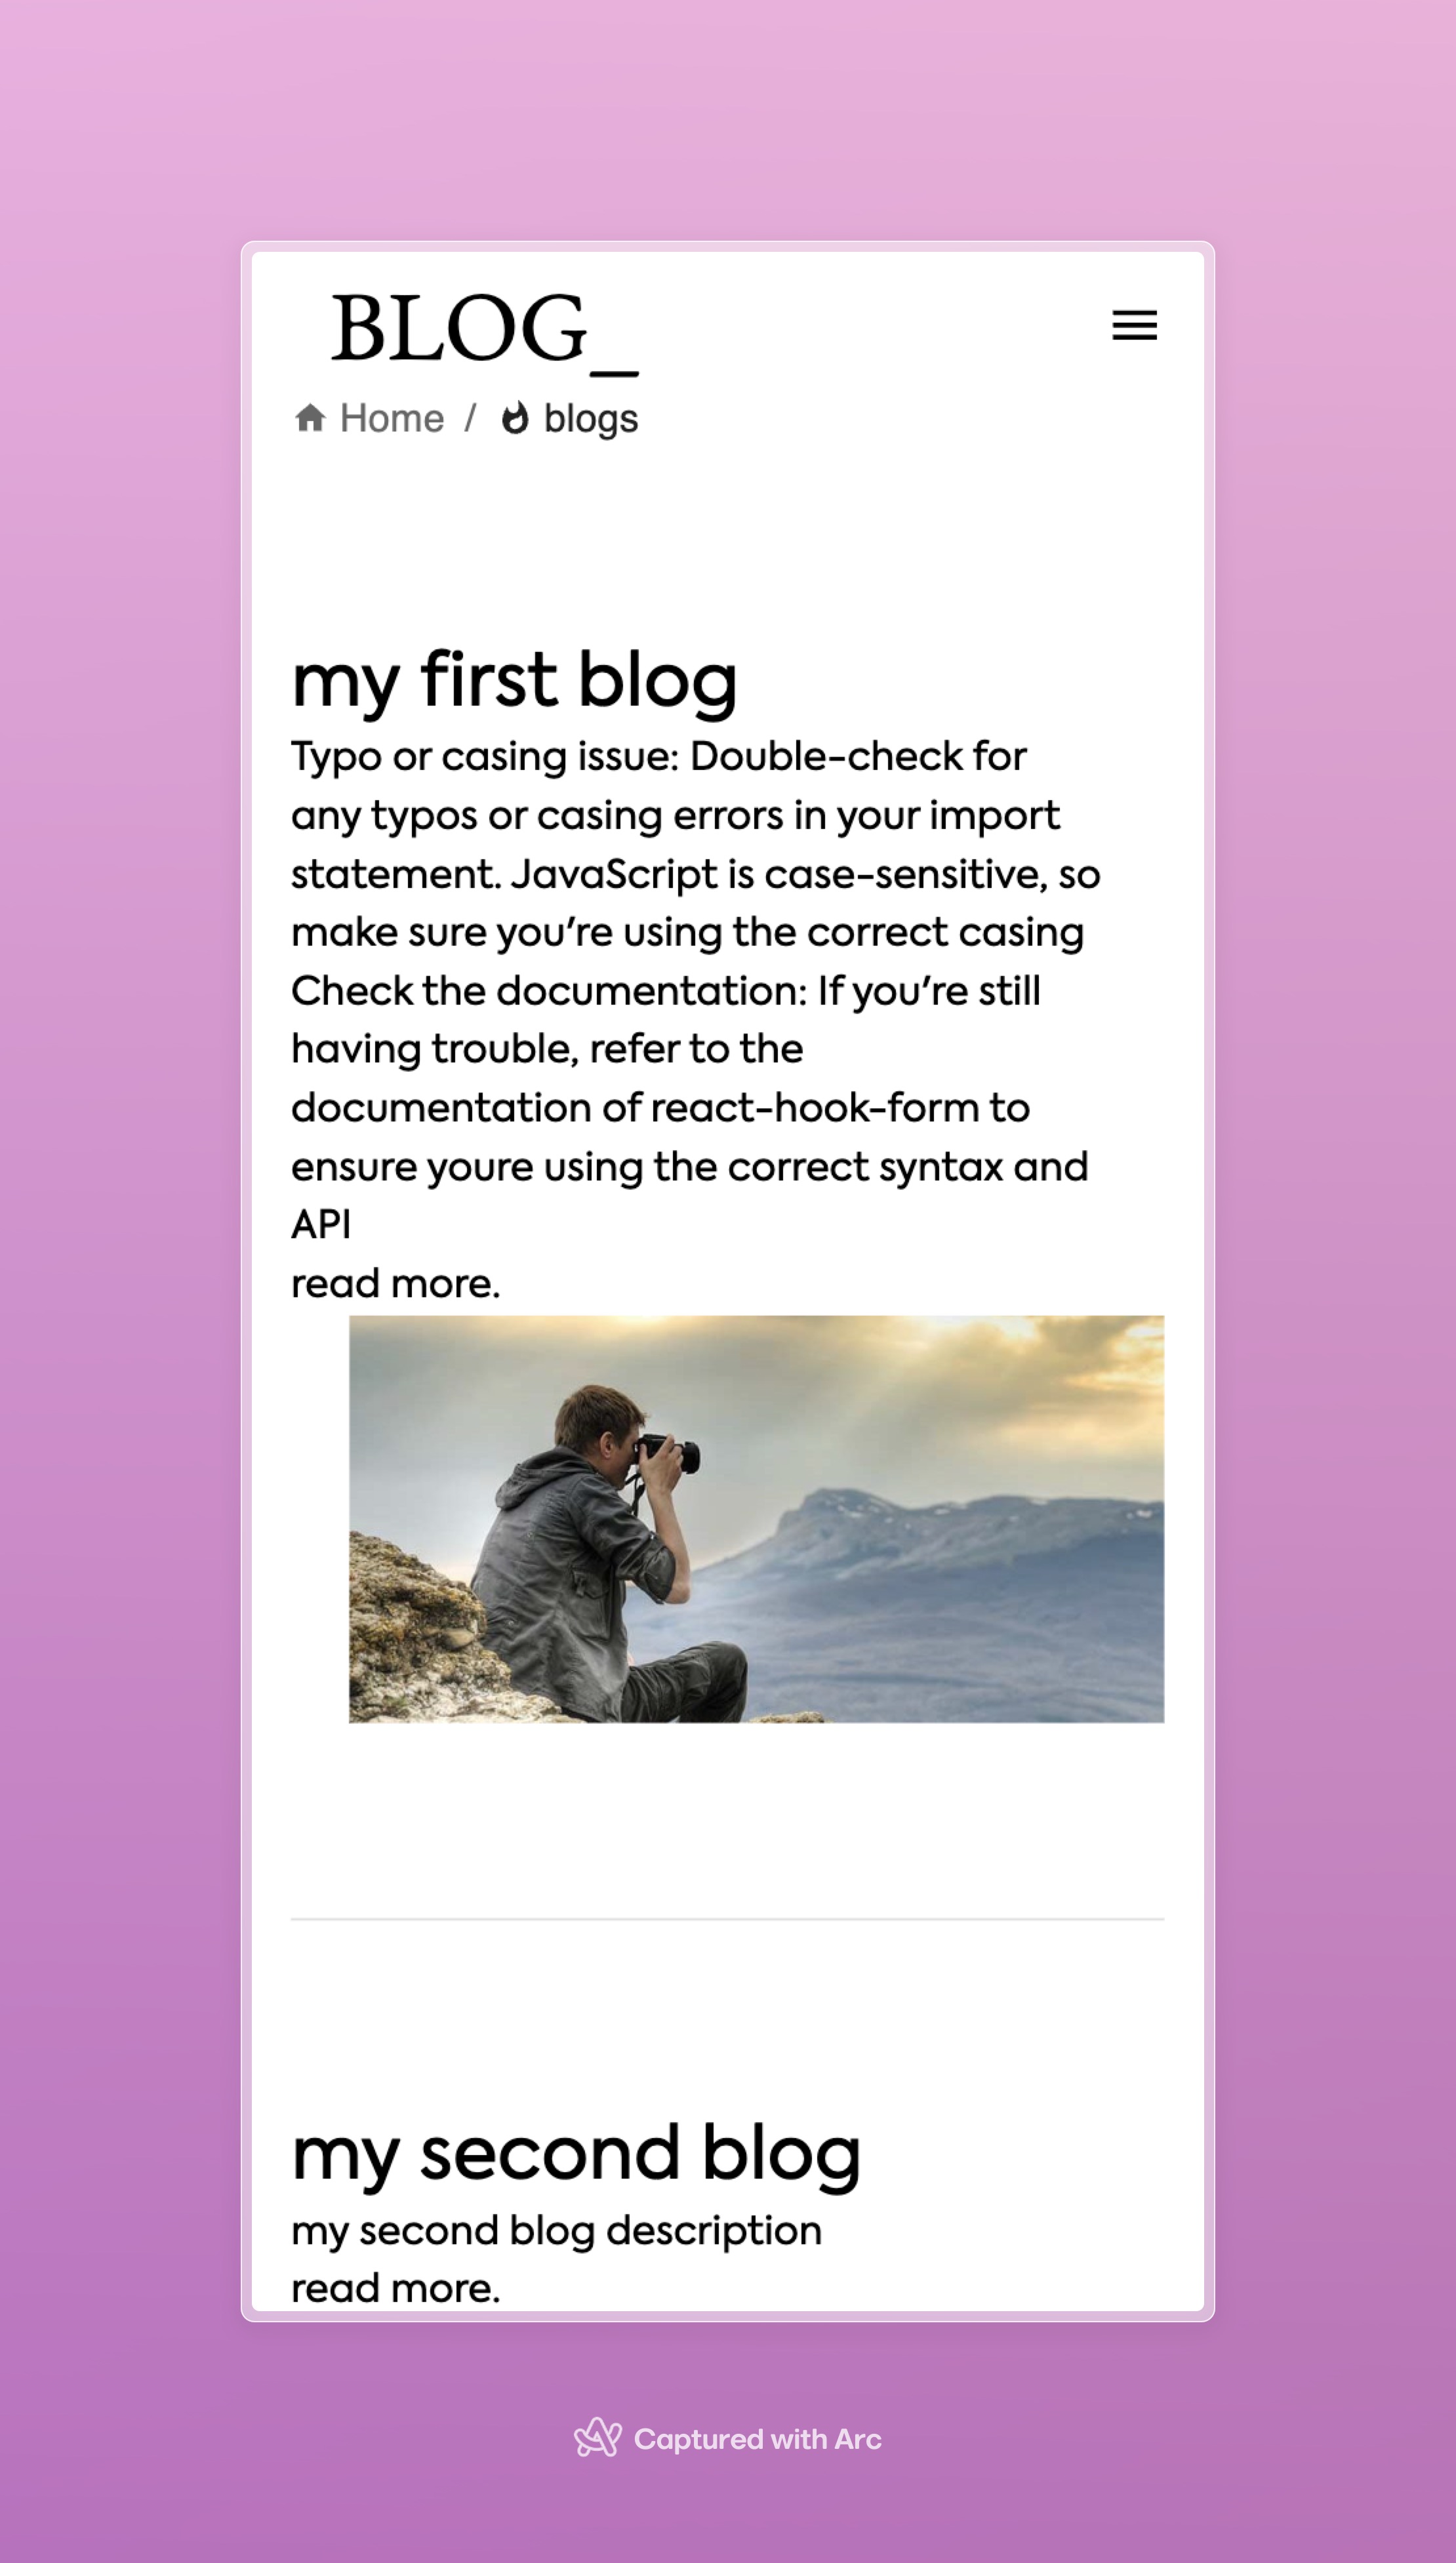 BLOG_
Home / blogs
my first blog
Typo or casing issue: Double-check for
any typos or casing errors in your import
statement. JavaScript is case-sensitive, so
make sure you're using the correct casing
Check the documentation: If you're still
having trouble, refer to the
documentation of react-hook-form to
ensure youre using the correct syntax and
API
read more.
my second blog
my second blog description
read more.
Captured with Arc